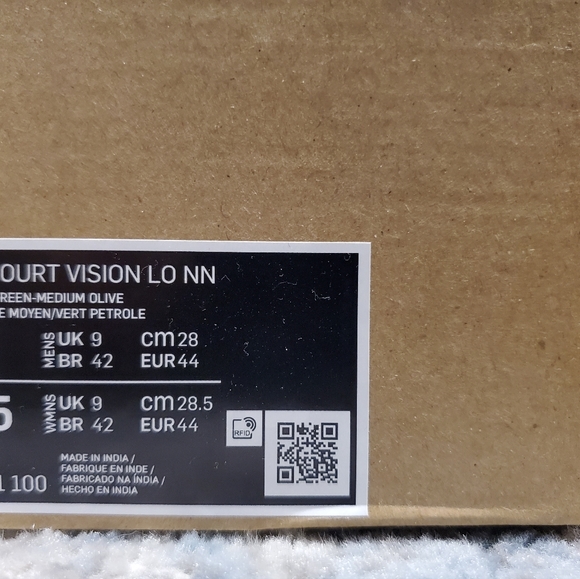 OURT VISION LO NN
REEN-MEDIUM OLIVE
E MOYEN/VERT PETROLE
MENS UK 9 cm 28
BR 42 EUR 44
5 WMNS UK 9 cm 28.5
BR 42 EUR 44
RFID
MADE IN INDIA /
FABRIQUE EN INDE /
FABRICADO NA ÍNDIA /
HECHO EN INDIA
1 100